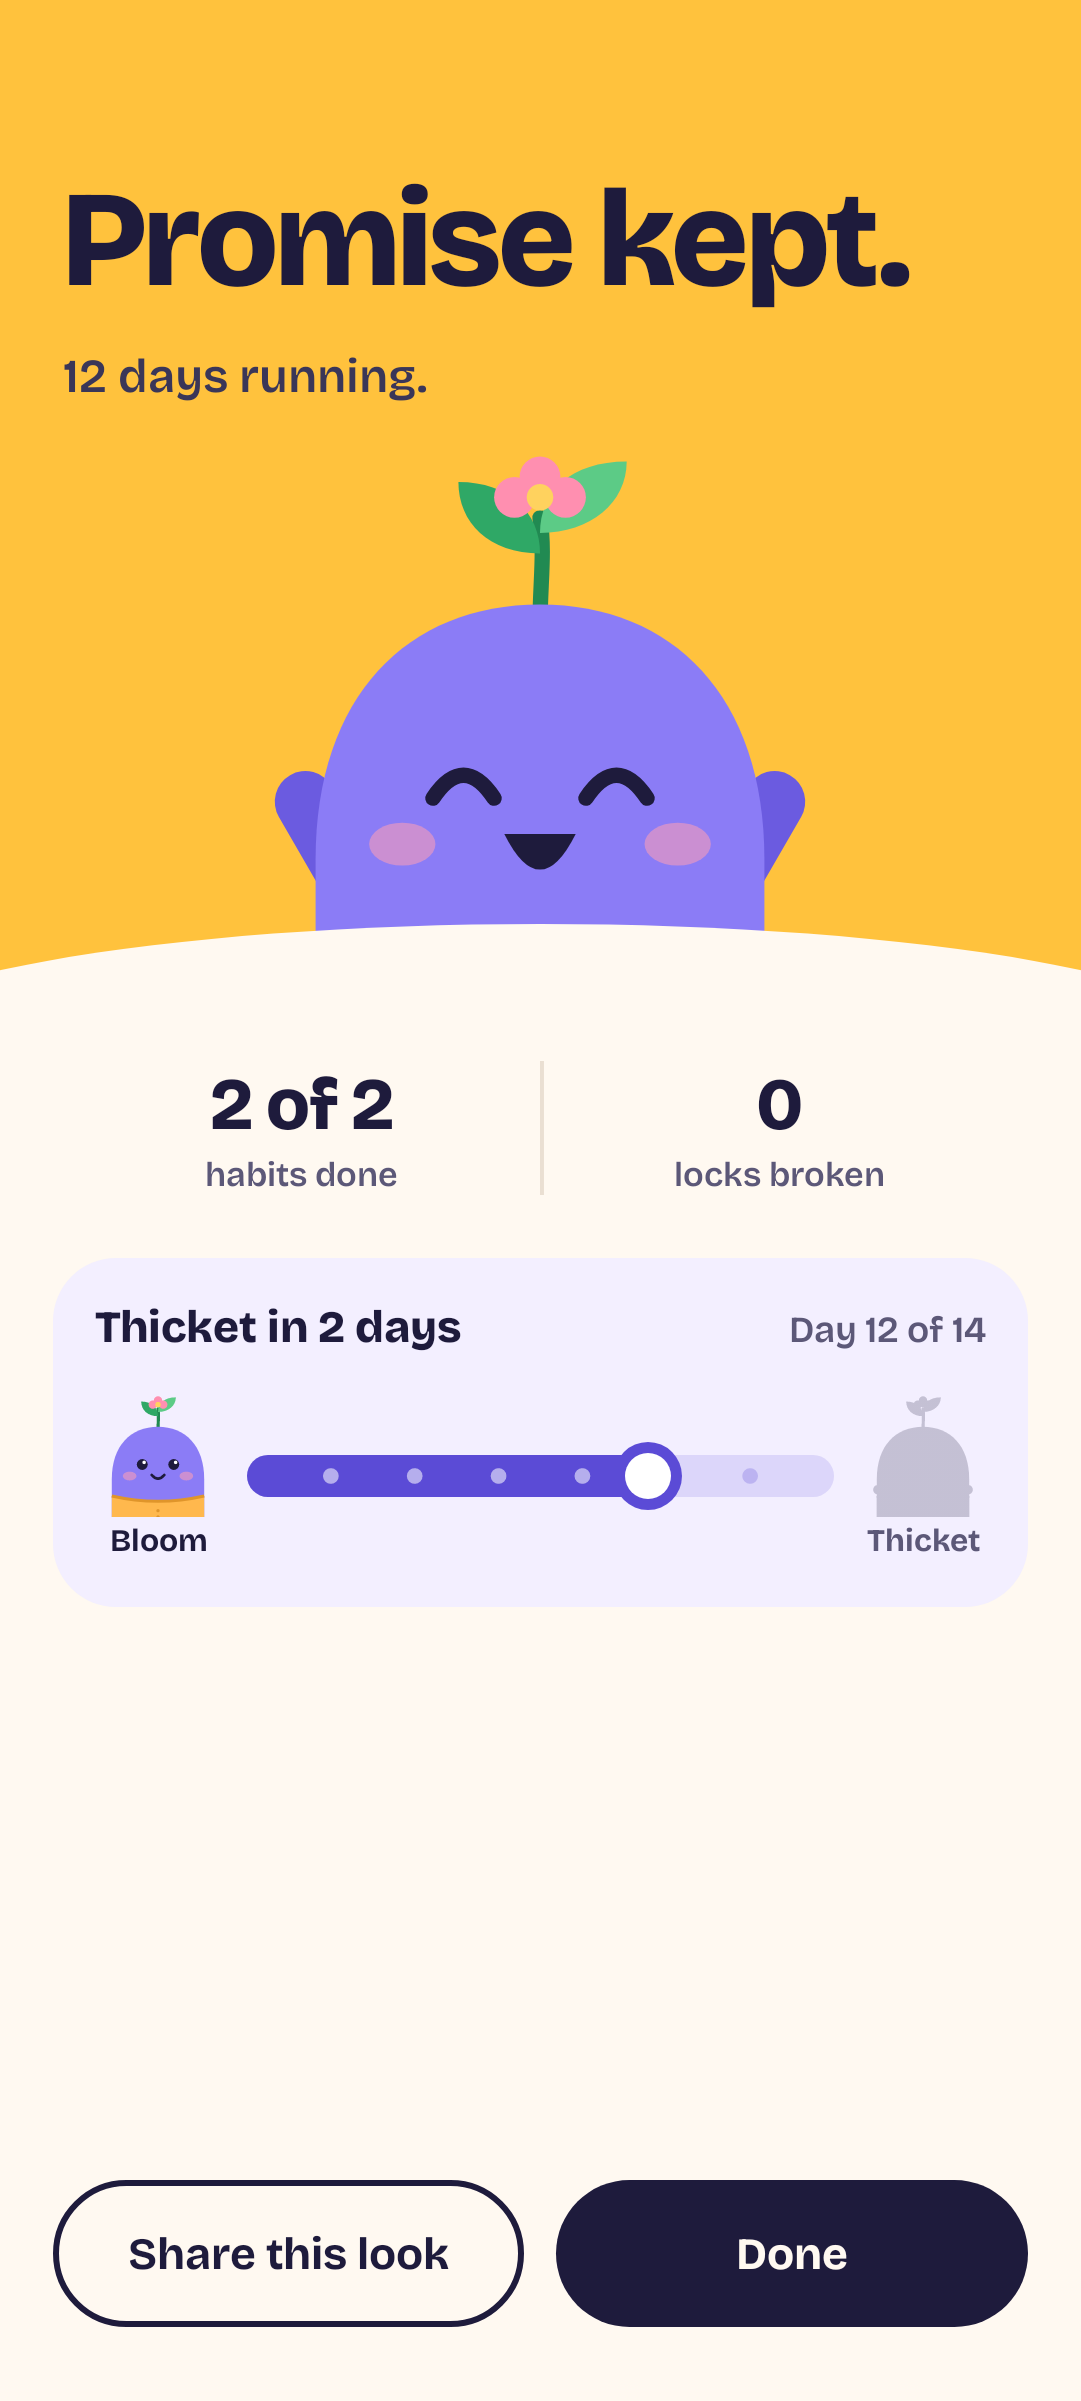 Promise kept.
12 days running.
2 of 2
habits done
0
locks broken
Thicket in 2 days
Day 12 of 14
Bloom
Thicket
Share this look
Done